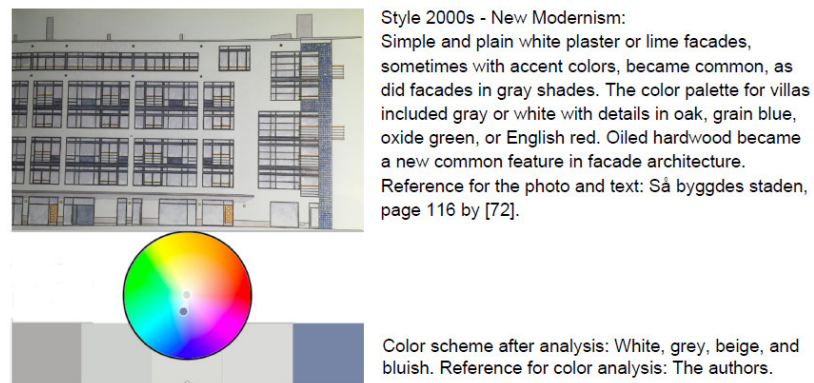 Style 2000s - New Modernism:
Simple and plain white plaster or lime facades,
sometimes with accent colors, became common, as
did facades in gray shades. The color palette for villas
included gray or white with details in oak, grain blue,
oxide green, or English red. Oiled hardwood became
a new common feature in facade architecture.
Reference for the photo and text: Så byggdes staden,
page 116 by [72].
Color scheme after analysis: White, grey, beige, and
bluish. Reference for color analysis: The authors.